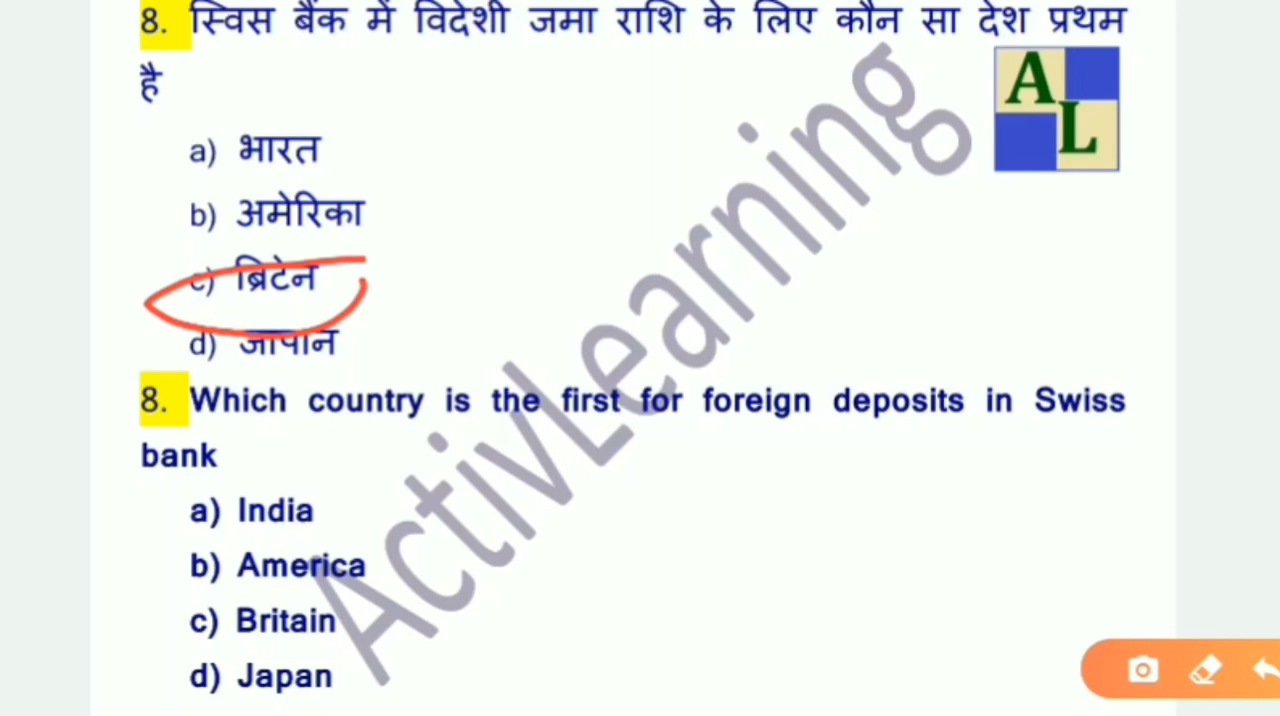 8. स्विस बैंक में विदेशी जमा राशि के लिए कौन सा देश प्रथम
है
A
L
a) भारत
b) अमेरिका
c) ब्रिटेन
d) जापान
8. Which country is the first for foreign deposits in Swiss
bank
a) India
b) America
c) Britain
d) Japan
ActivLearning